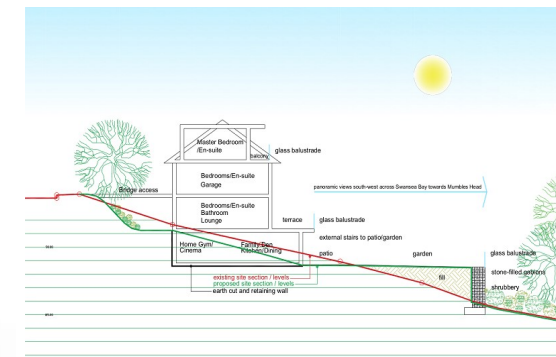 Master Bedroom
/En-suite
balcony
glass balustrade
Bedrooms/En-suite
Garage
Bridge access
panoramic views south-west across Swansea Bay towards Mumbles Head
Bedrooms/En-suite
Bathroom
Lounge
terrace
glass balustrade
external stairs to patio/garden
Home Gym/
Cinema
Family Den
Kitchen/Dining
patio
garden
glass balustrade
existing site section / levels
proposed site section / levels
earth cut and retaining wall
fill
stone-filled gabions
shrubbery